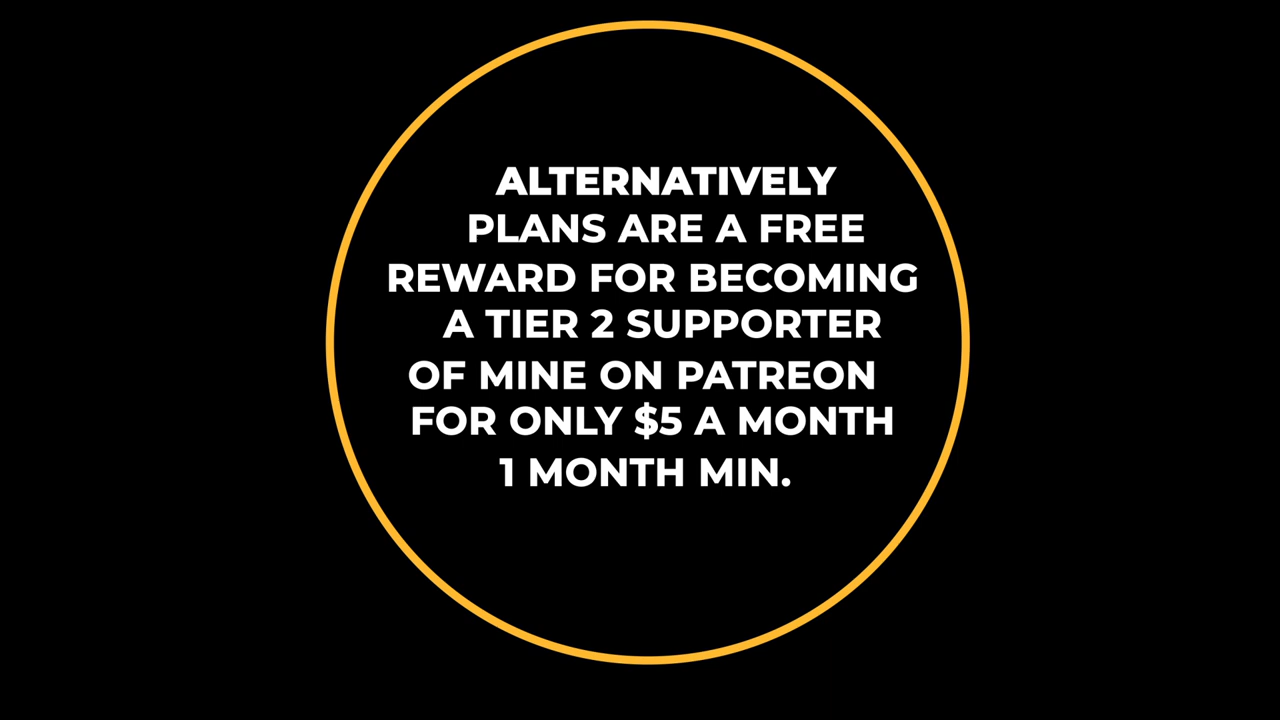 ALTERNATIVELY
PLANS ARE A FREE
REWARD FOR BECOMING
A TIER 2 SUPPORTER
OF MINE ON PATREON
FOR ONLY $5 A MONTH
1 MONTH MIN.